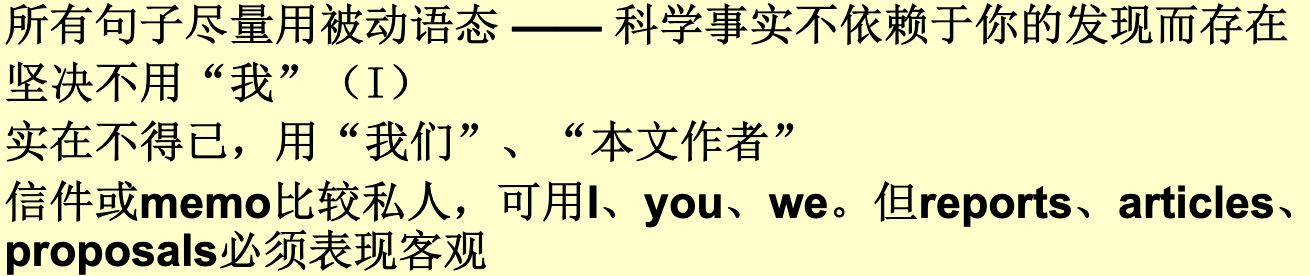 所有句子尽量用被动语态 —— 科学事实不依赖于你的发现而存在
坚决不用“我”（I）
实在不得已，用“我们”、“本文作者”
信件或memo比较私人，可用I、you、we。但reports、articles、
proposals必须表现客观